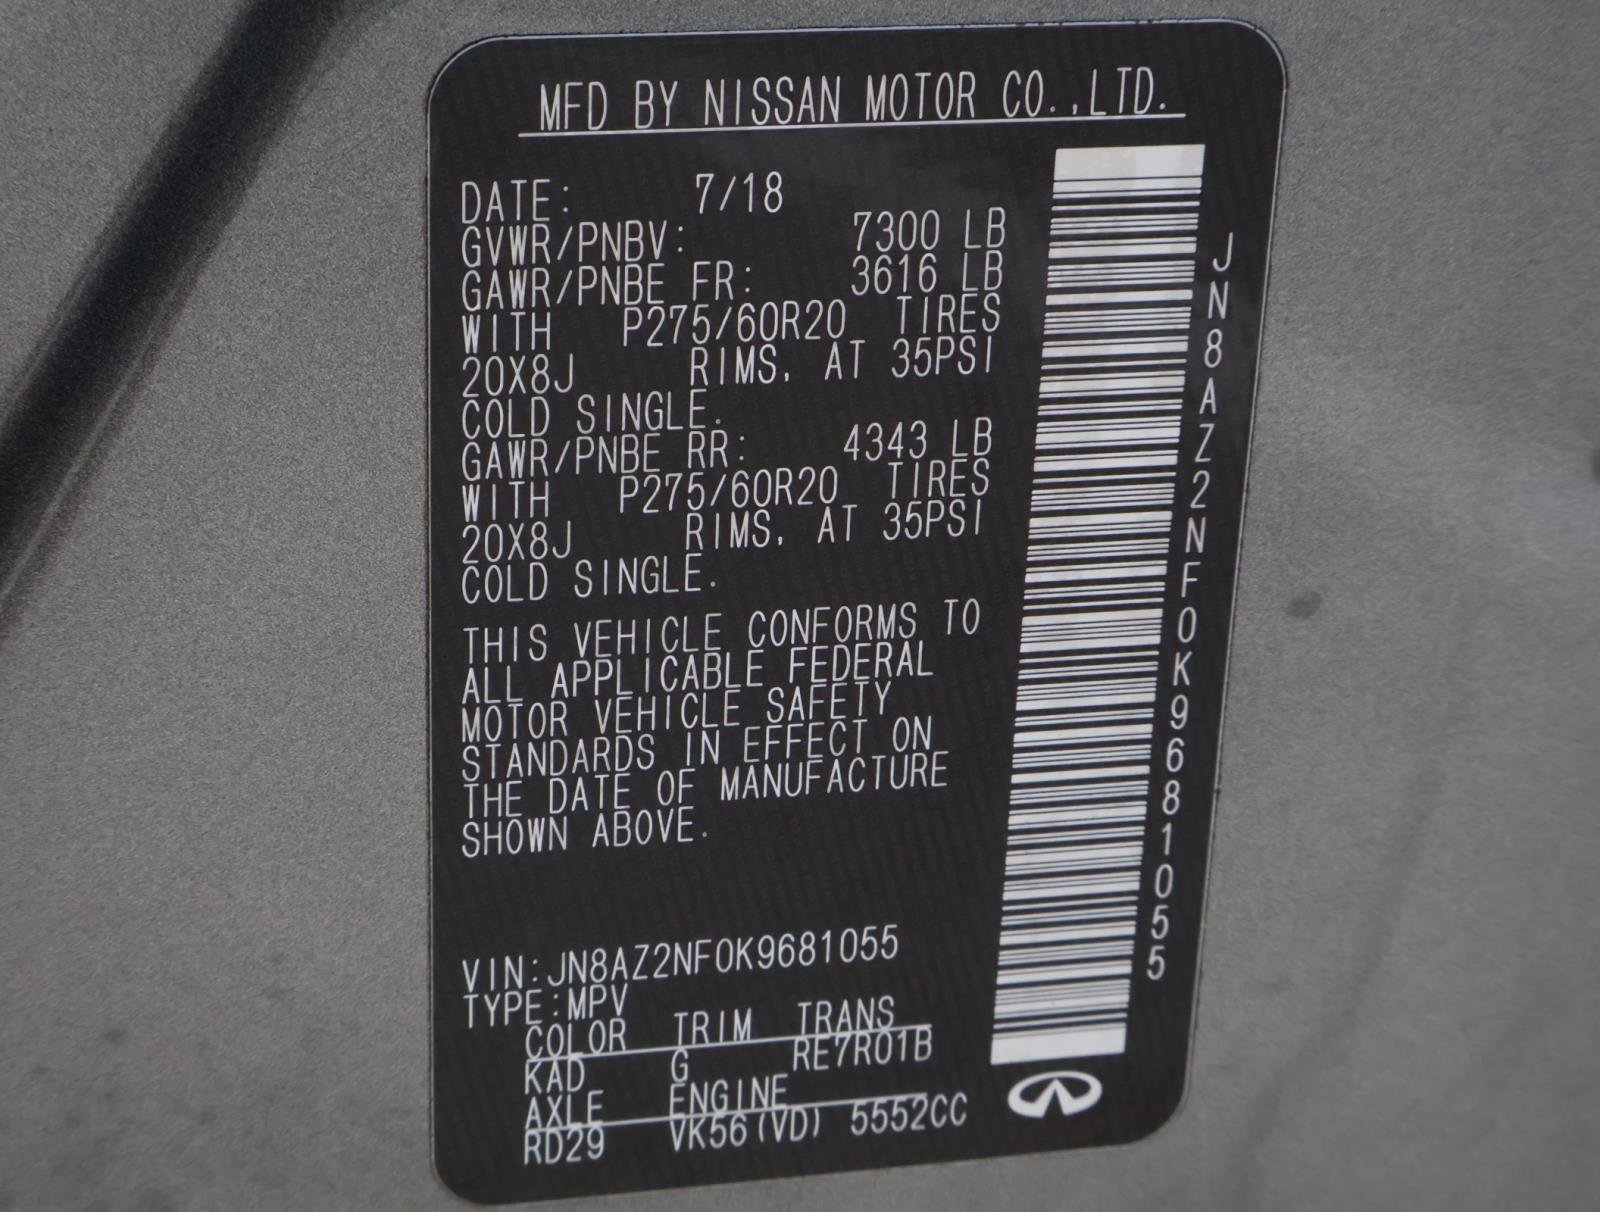 MFD BY NISSAN MOTOR CO.,LTD.
DATE: 7/18
GVWR/PNBV: 7300 LB
GAWR/PNBE FR: 3616 LB
WITH P275/60R20 TIRES
20X8J RIMS, AT 35PSI
COLD SINGLE.
GAWR/PNBE RR: 4343 LB
WITH P275/60R20 TIRES
20X8J RIMS, AT 35PSI
COLD SINGLE.
THIS VEHICLE CONFORMS TO
ALL APPLICABLE FEDERAL
MOTOR VEHICLE SAFETY
STANDARDS IN EFFECT ON
THE DATE OF MANUFACTURE
SHOWN ABOVE.
VIN:JN8AZ2NF0K9681055
TYPE:MPV
COLOR TRIM TRANS
KAD G RE7R01B
AXLE ENGINE
RD29 VK56(VD) 5552CC
JN8AZ2NF0K9681055